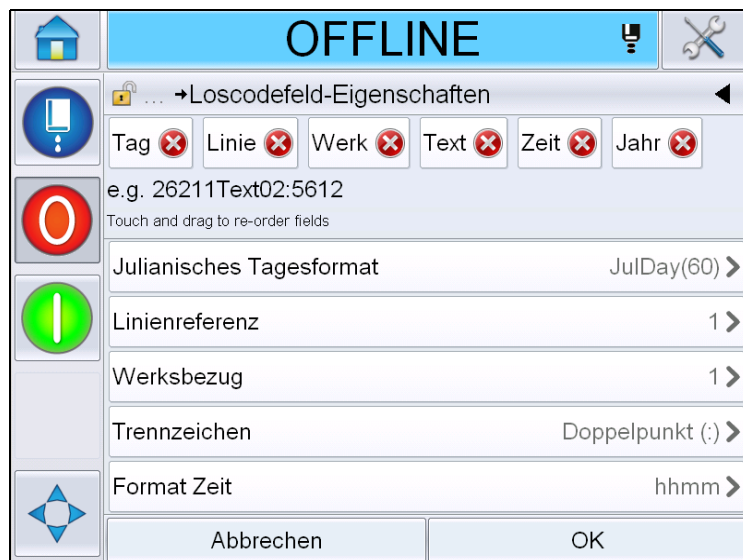 OFFLINE
... →Loscodefeld-Eigenschaften
Tag Linie Werk Text Zeit Jahr
e.g. 26211Text02:5612
Touch and drag to re-order fields
Julianisches Tagesformat JulDay(60)
Linienreferenz 1
Werksbezug 1
Trennzeichen Doppelpunkt (:)
Format Zeit hhmm
Abbrechen OK